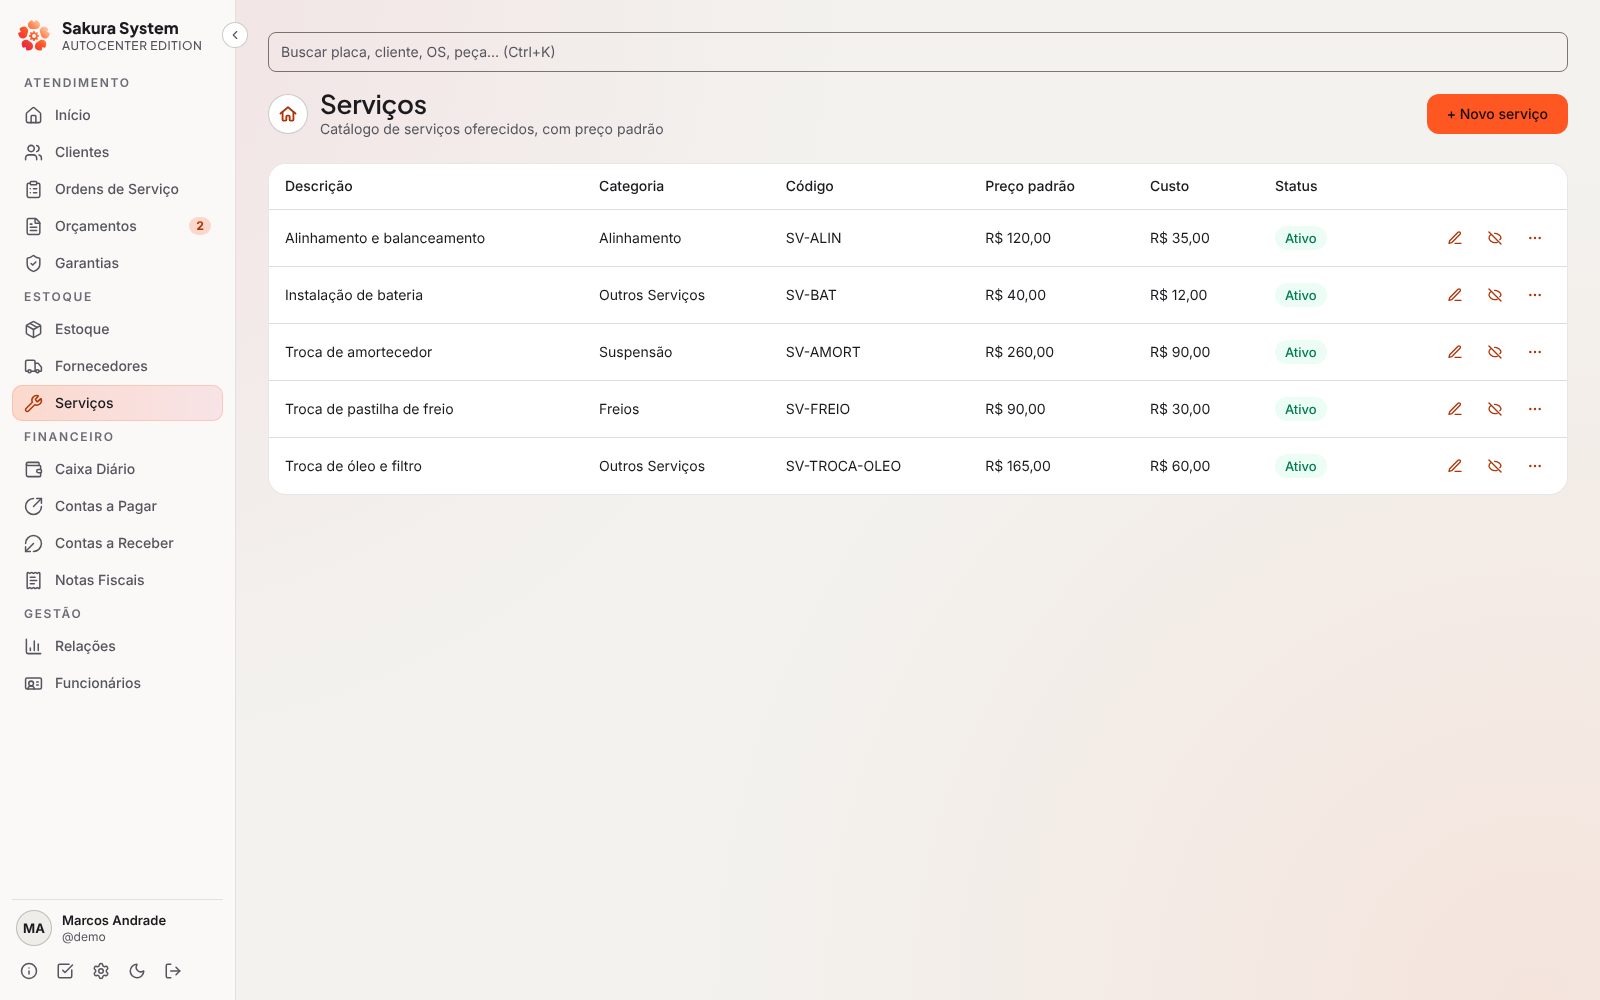 Sakura System
AUTOCENTER EDITION
ATENDIMENTO
Início
Clientes
Ordens de Serviço
Orçamentos 2
Garantias
ESTOQUE
Estoque
Fornecedores
Serviços
FINANCEIRO
Caixa Diário
Contas a Pagar
Contas a Receber
Notas Fiscais
GESTÃO
Relações
Funcionários
MA
Marcos Andrade
@demo
Buscar placa, cliente, OS, peça... (Ctrl+K)
Serviços
Catálogo de serviços oferecidos, com preço padrão
+ Novo serviço
Descrição Categoria Código Preço padrão Custo Status
Alinhamento e balanceamento Alinhamento SV-ALIN R$ 120,00 R$ 35,00 Ativo
Instalação de bateria Outros Serviços SV-BAT R$ 40,00 R$ 12,00 Ativo
Troca de amortecedor Suspensão SV-AMORT R$ 260,00 R$ 90,00 Ativo
Troca de pastilha de freio Freios SV-FREIO R$ 90,00 R$ 30,00 Ativo
Troca de óleo e filtro Outros Serviços SV-TROCA-OLEO R$ 165,00 R$ 60,00 Ativo